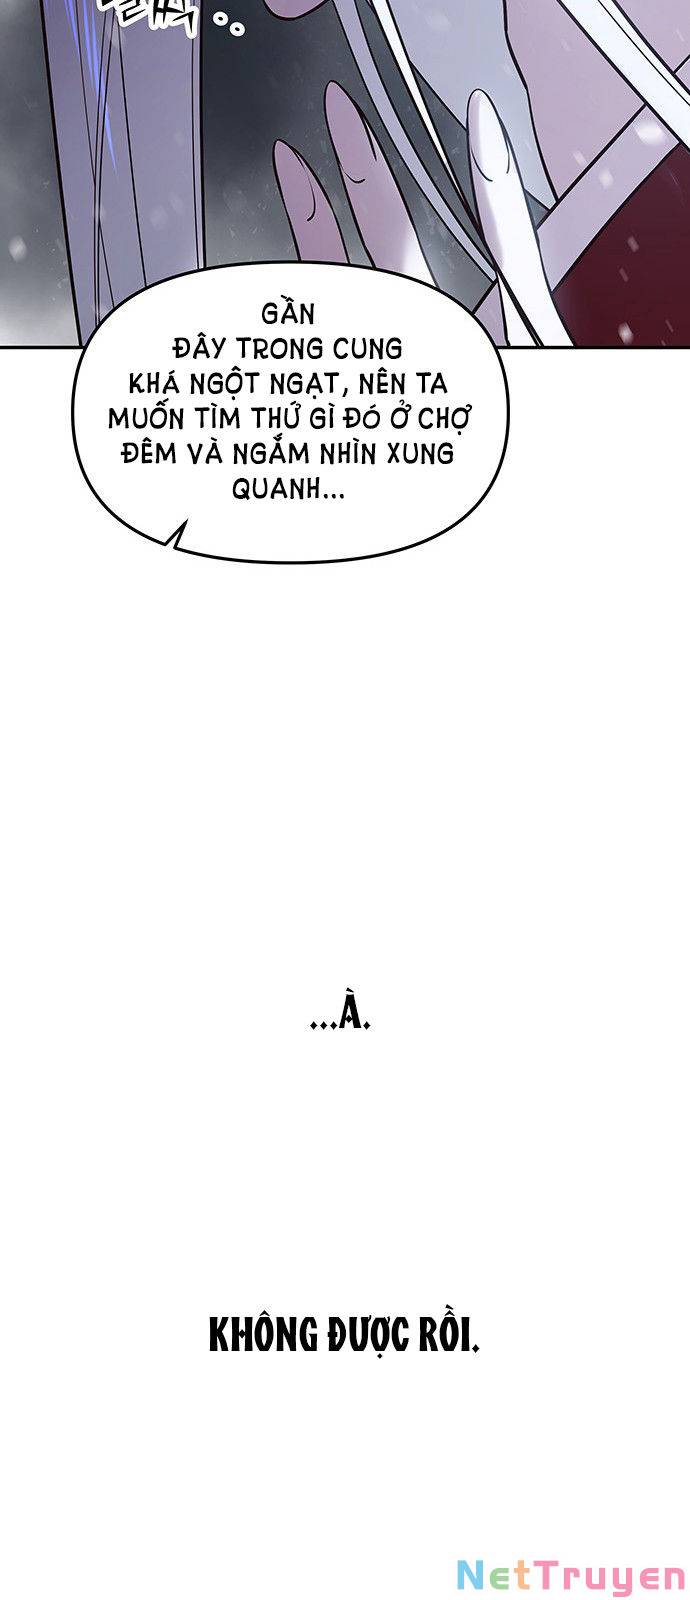 GẦN
ĐÂY TRONG CUNG
KHÁ NGỘT NGẠT, NÊN TA
MUỐN TÌM THỨ GÌ ĐÓ Ở CHỢ
ĐÊM VÀ NGẮM NHÌN XUNG
QUANH...
...À.
KHÔNG ĐƯỢC RỒI.
NetTruyen